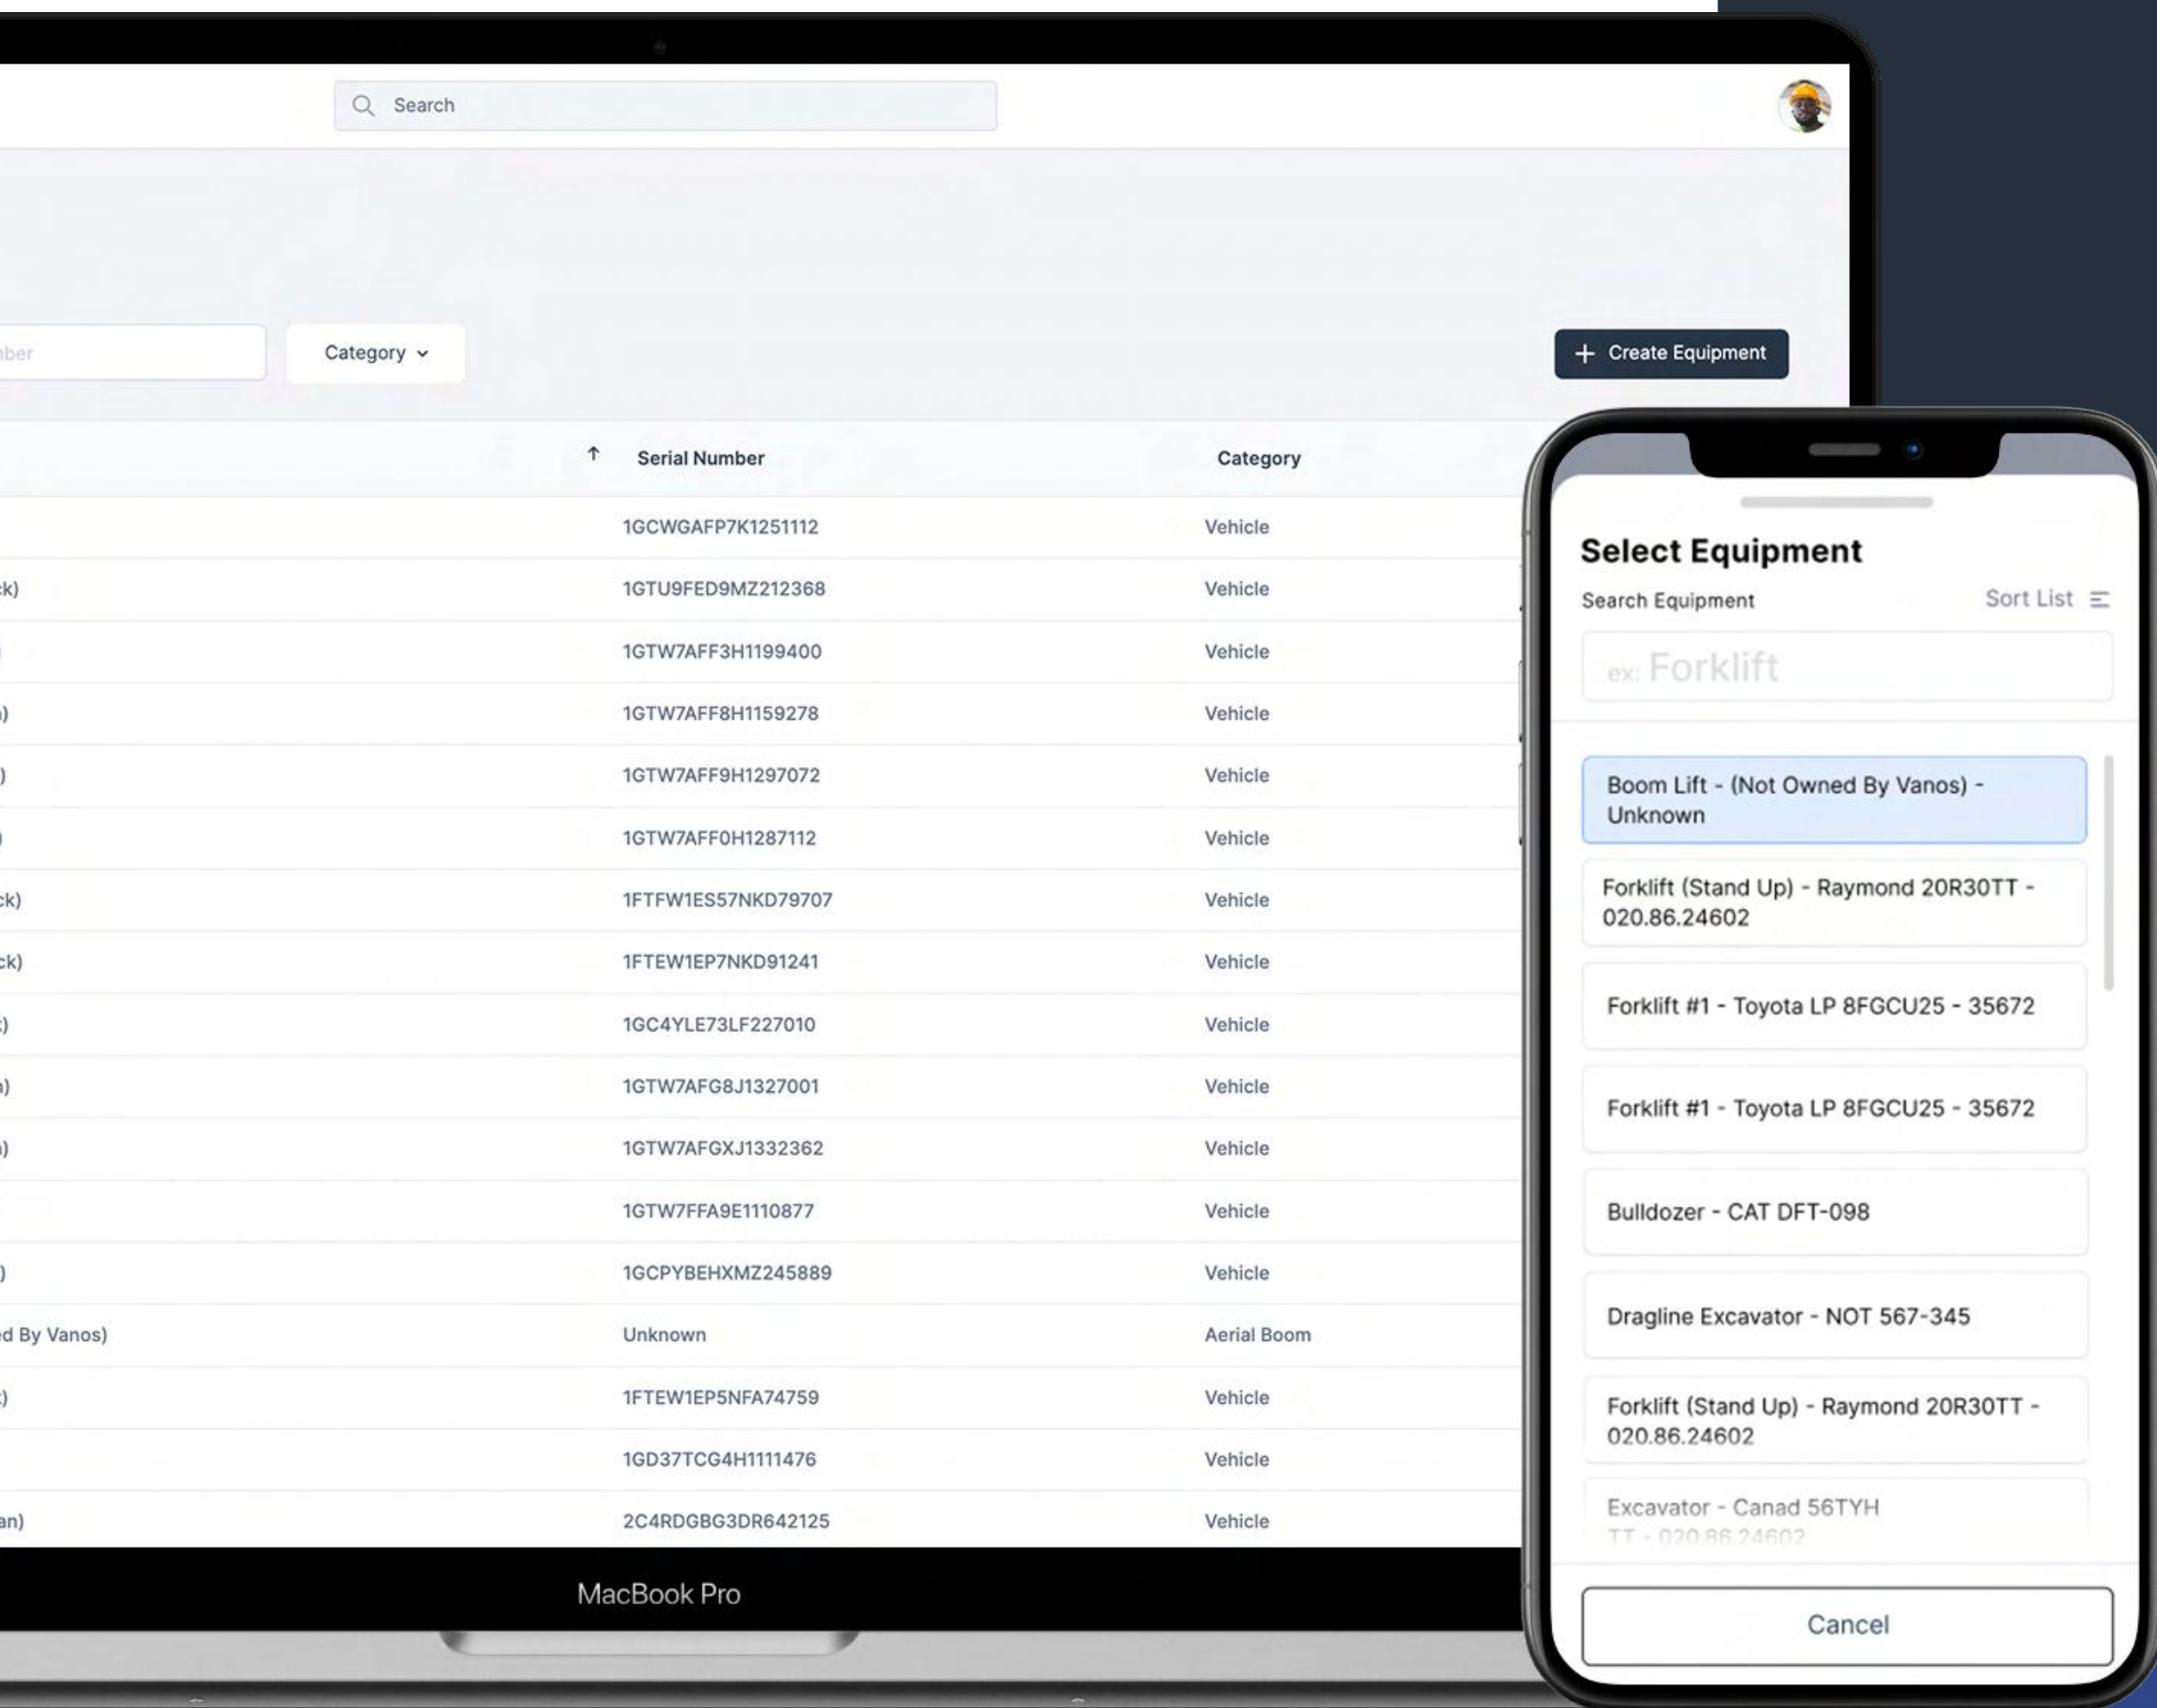 Search
Category
+ Create Equipment
Serial Number Category
1GCWGAFP7K1251112 Vehicle
1GTU9FED9MZ212368 Vehicle
1GTW7AFF3H1199400 Vehicle
1GTW7AFF8H1159278 Vehicle
1GTW7AFF9H1297072 Vehicle
1GTW7AFF0H1287112 Vehicle
1FTFW1ES57NKD79707 Vehicle
1FTEW1EP7NKD91241 Vehicle
1GC4YLE73LF227010 Vehicle
1GTW7AFG8J1327001 Vehicle
1GTW7AFGXJ1332362 Vehicle
1GTW7FFA9E1110877 Vehicle
1GCPYBEHXMZ245889 Vehicle
By Vanos) Unknown Aerial Boom
1FTEW1EP5NFA74759 Vehicle
1GD37TCG4H1111476 Vehicle
2C4RDGBG3DR642125 Vehicle
MacBook Pro
Select Equipment
Search Equipment Sort List
ex: Forklift
Boom Lift - (Not Owned By Vanos) -
Unknown
Forklift (Stand Up) - Raymond 20R30TT -
020.86.24602
Forklift #1 - Toyota LP 8FGCU25 - 35672
Forklift #1 - Toyota LP 8FGCU25 - 35672
Bulldozer - CAT DFT-098
Dragline Excavator - NOT 567-345
Forklift (Stand Up) - Raymond 20R30TT -
020.86.24602
Excavator - Canad 56TYH
TT - 020.86.24602
Cancel